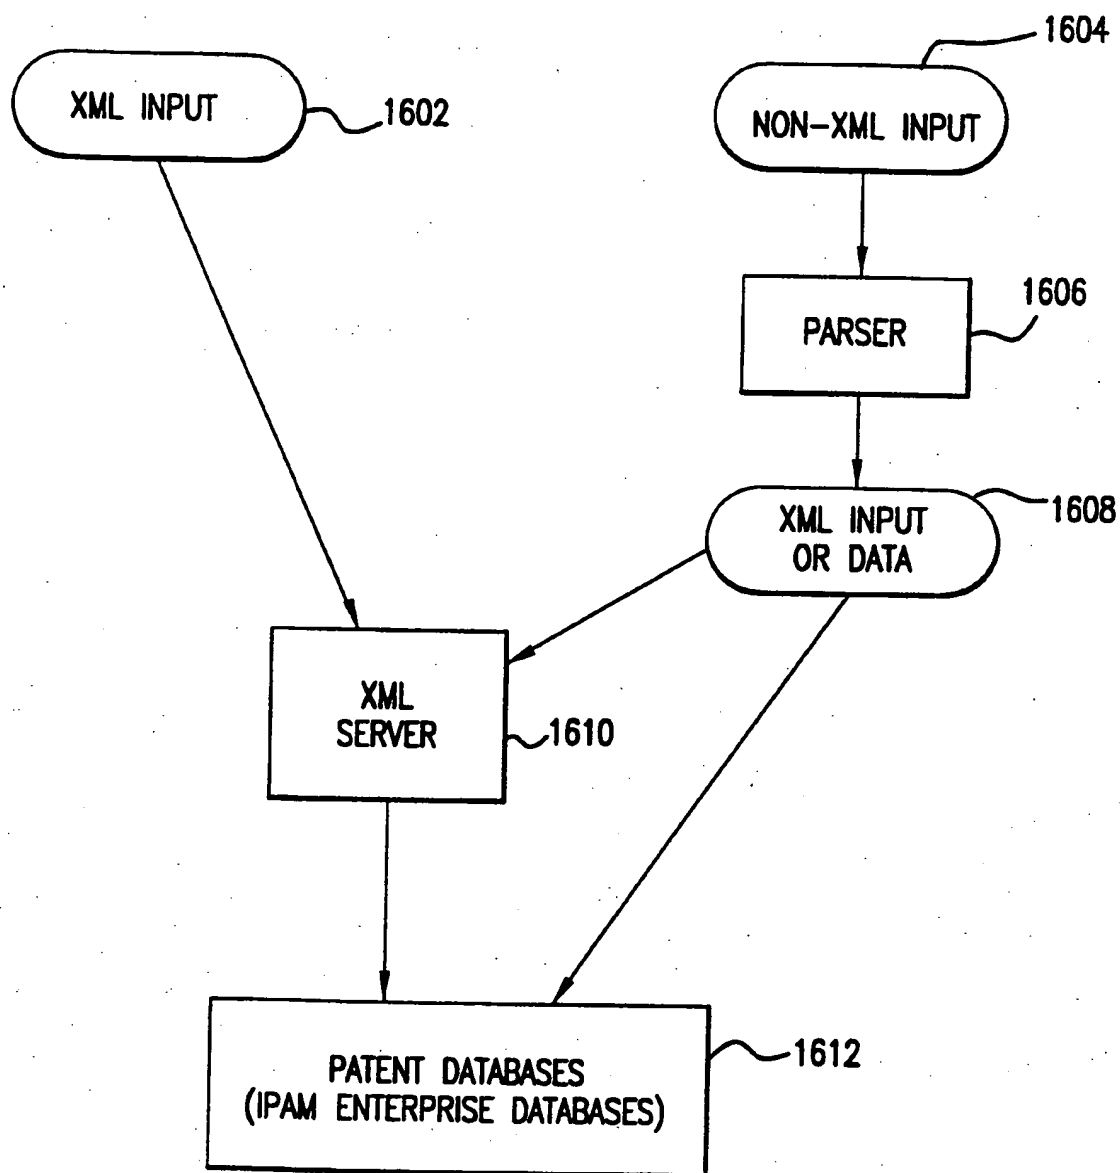 1604
XML INPUT
1602
NON-XML INPUT
1606
PARSER
XML INPUT
OR DATA
1608
XML
SERVER
1610
PATENT DATABASES
(IPAM ENTERPRISE DATABASES)
1612